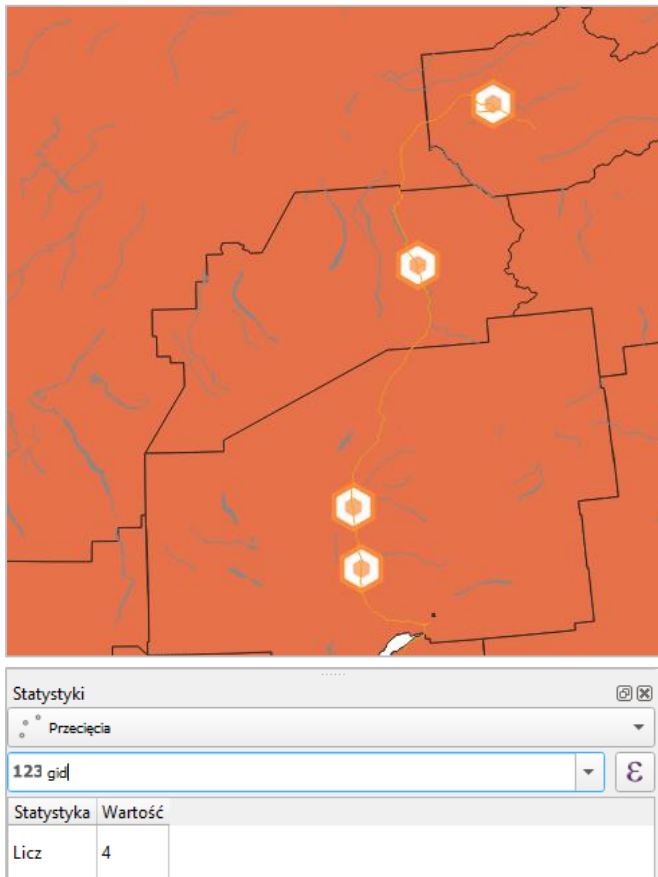 Statystyki
Przecięcia
123 gid
ε
Statystyka Wartość
Licz 4